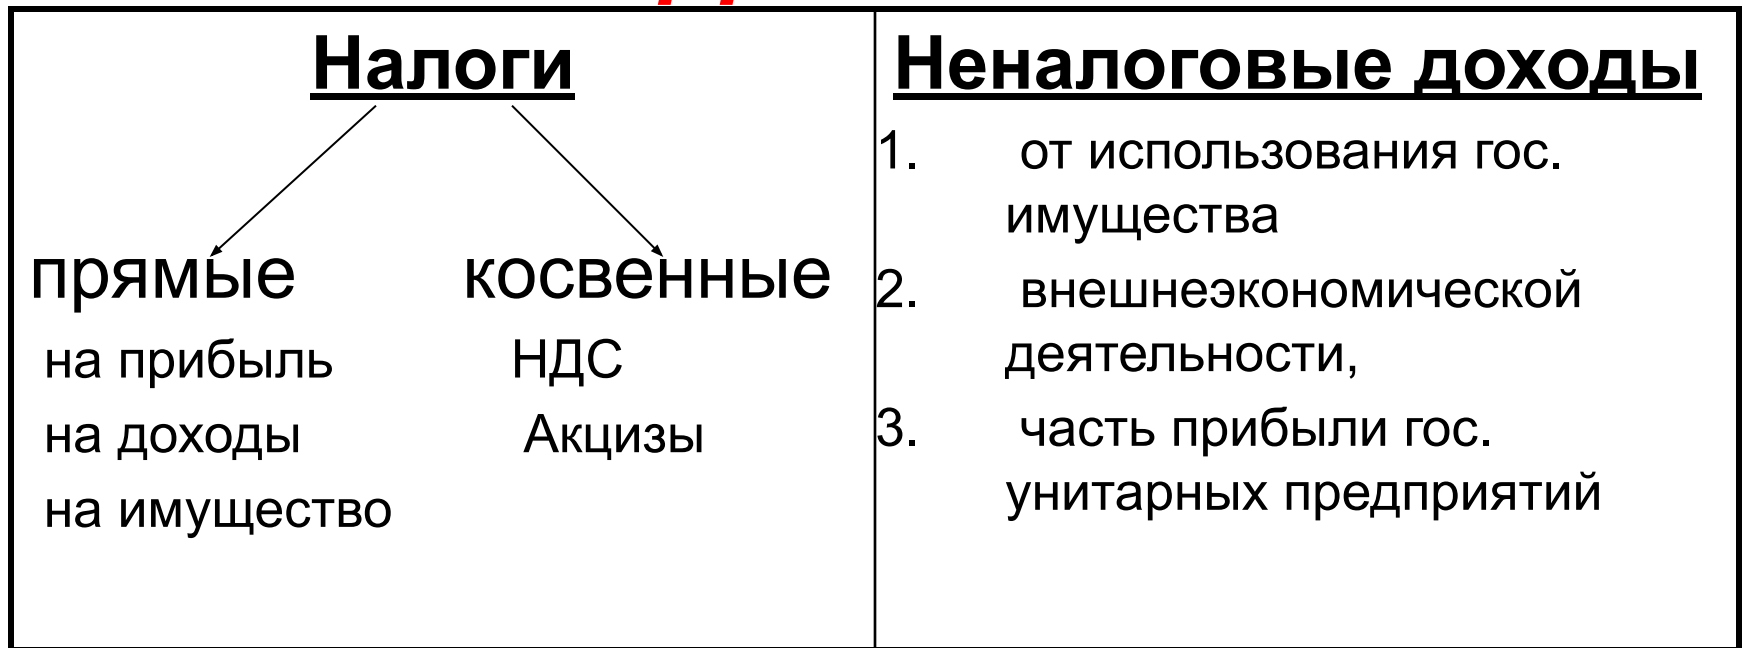 Налоги
прямые косвенные
на прибыль НДС
на доходы Акцизы
на имущество
Неналоговые доходы
1. от использования гос.
имущества
2. внешнеэкономической
деятельности,
3. часть прибыли гос.
унитарных предприятий